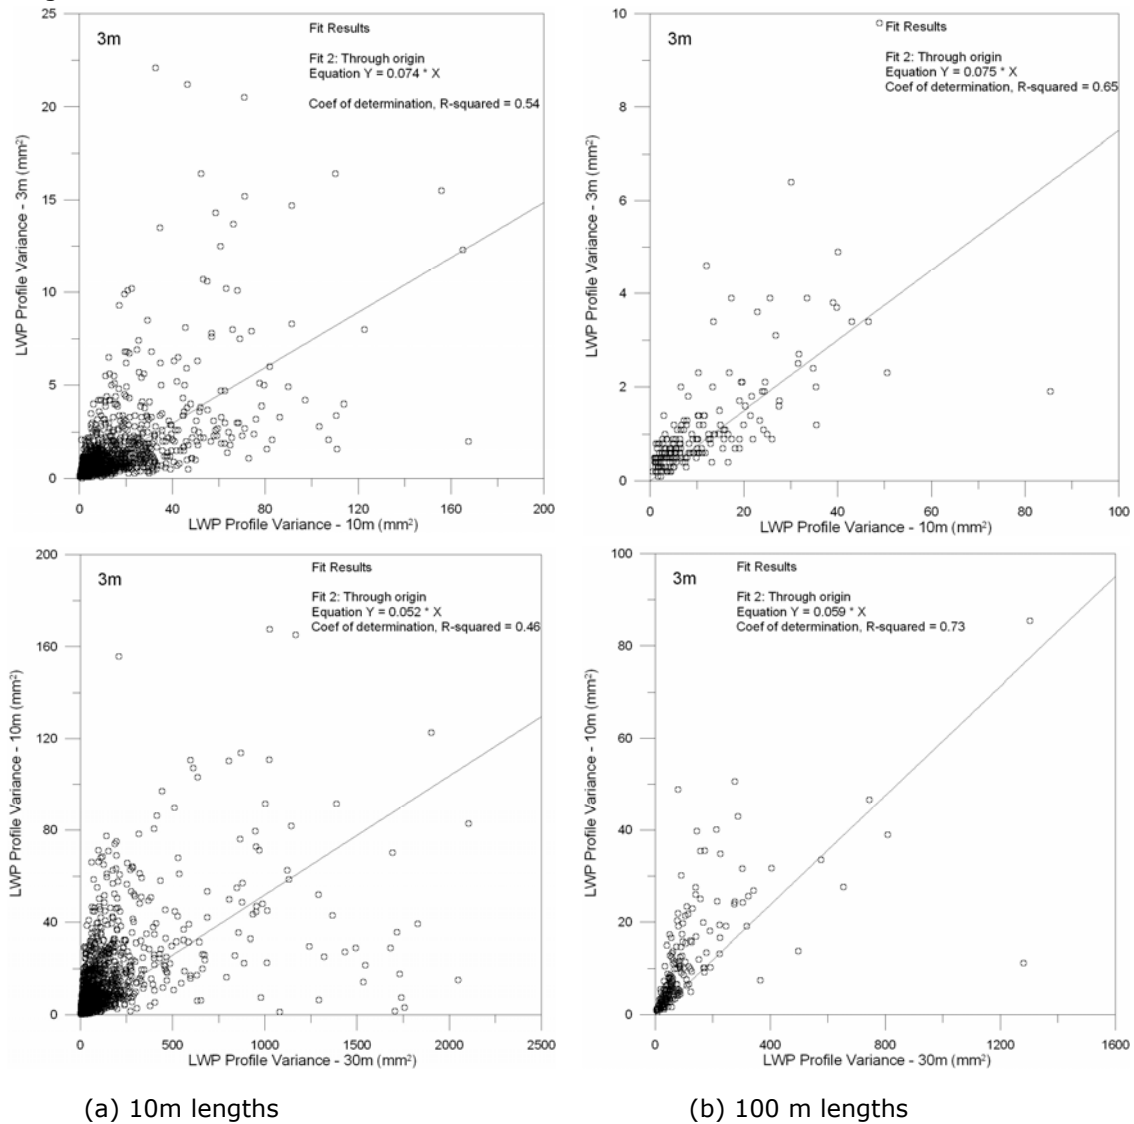 3m
Fit Results
Fit 2: Through origin
Equation Y = 0.074 * X
Coef of determination, R-squared = 0.54
25
20
15
10
5
0
0
40
80
120
160
200
LWP Profile Variance - 3m (mm²)
LWP Profile Variance - 10m (mm²)
3m
Fit Results
Fit 2: Through origin
Equation Y = 0.075 * X
Coef of determination, R-squared = 0.65
10
8
6
4
2
0
0
20
40
60
80
100
LWP Profile Variance - 3m (mm²)
LWP Profile Variance - 10m (mm²)
3m
Fit Results
Fit 2: Through origin
Equation Y = 0.052 * X
Coef of determination, R-squared = 0.46
200
160
120
80
40
0
0
500
1000
1500
2000
2500
LWP Profile Variance - 10m (mm²)
LWP Profile Variance - 30m (mm²)
3m
Fit Results
Fit 2: Through origin
Equation Y = 0.059 * X
Coef of determination, R-squared = 0.73
100
80
60
40
20
0
0
400
800
1200
1600
LWP Profile Variance - 10m (mm²)
LWP Profile Variance - 30m (mm²)
(a) 10m lengths
(b) 100 m lengths